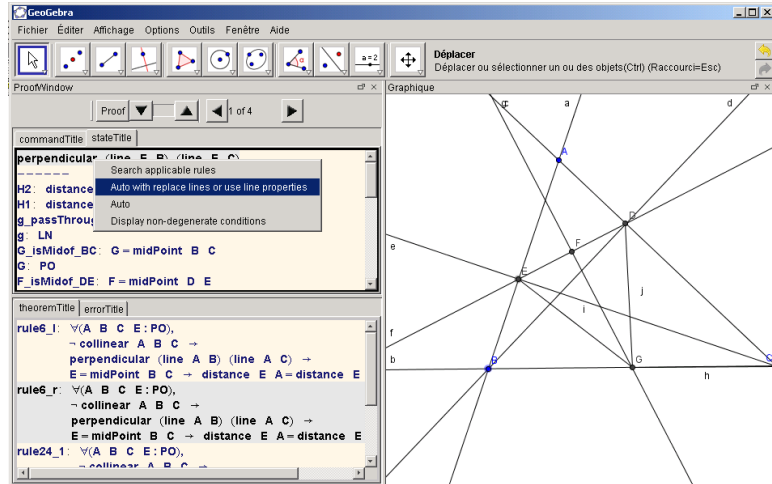 GeoGebra
Fichier Éditer Affichage Options Outils Fenêtre Aide
a=2
Déplacer
Déplacer ou sélectionner un ou des objets(Ctrl) (Raccourci=Esc)
ProofWindow
Graphique
Proof
1 of 4
commandTitle stateTitle
perpendicular (line E B) (line E C)
------
H2: distance
H1: distance
g_passThroug
g: LN
G_isMidof_BC: G = midPoint B C
G: PO
F_isMidof_DE: F = midPoint D E
Search applicable rules
Auto with replace lines or use line properties
Auto
Display non-degenerate conditions
theoremTitle errorTitle
rule6_l: ∀(A B C E : PO),
¬ collinear A B C →
perpendicular (line A B) (line A C) →
E = midPoint B C → distance E A = distance E
rule6_r: ∀(A B C E : PO),
¬ collinear A B C →
perpendicular (line A B) (line A C) →
E = midPoint B C → distance E A = distance E
rule24_1: ∀(A B C E : PO),
¬ collinear A B C →
a
d
A
D
e
F
E
j
i
f
b
B
G
C
h